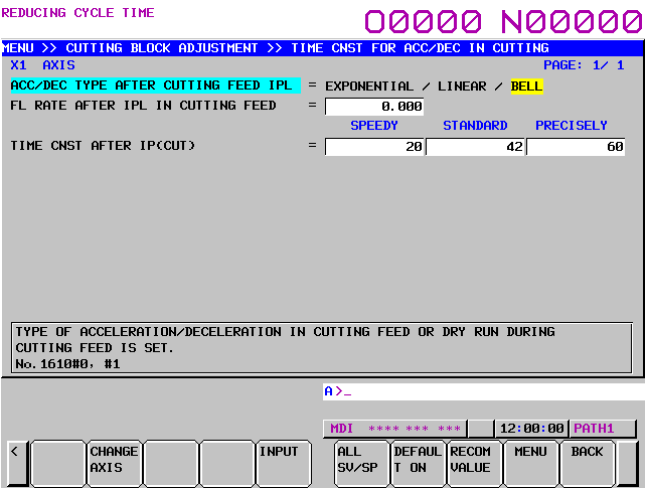 REDUCING CYCLE TIME
O0000 N00000
MENU >> CUTTING BLOCK ADJUSTMENT >> TIME CNST FOR ACC/DEC IN CUTTING
X1 AXIS PAGE: 1/ 1
ACC/DEC TYPE AFTER CUTTING FEED IPL = EXPONENTIAL / LINEAR / BELL
FL RATE AFTER IPL IN CUTTING FEED = 0.000
SPEEDY STANDARD PRECISELY
TIME CNST AFTER IP(CUT) = 20 42 60
TYPE OF ACCELERATION/DECELERATION IN CUTTING FEED OR DRY RUN DURING
CUTTING FEED IS SET.
No.1610#0, #1
A>_
MDI **** *** *** 12:00:00 PATH1
< CHANGE INPUT ALL DEFAUL RECOM MENU BACK
AXIS SV/SP T ON VALUE